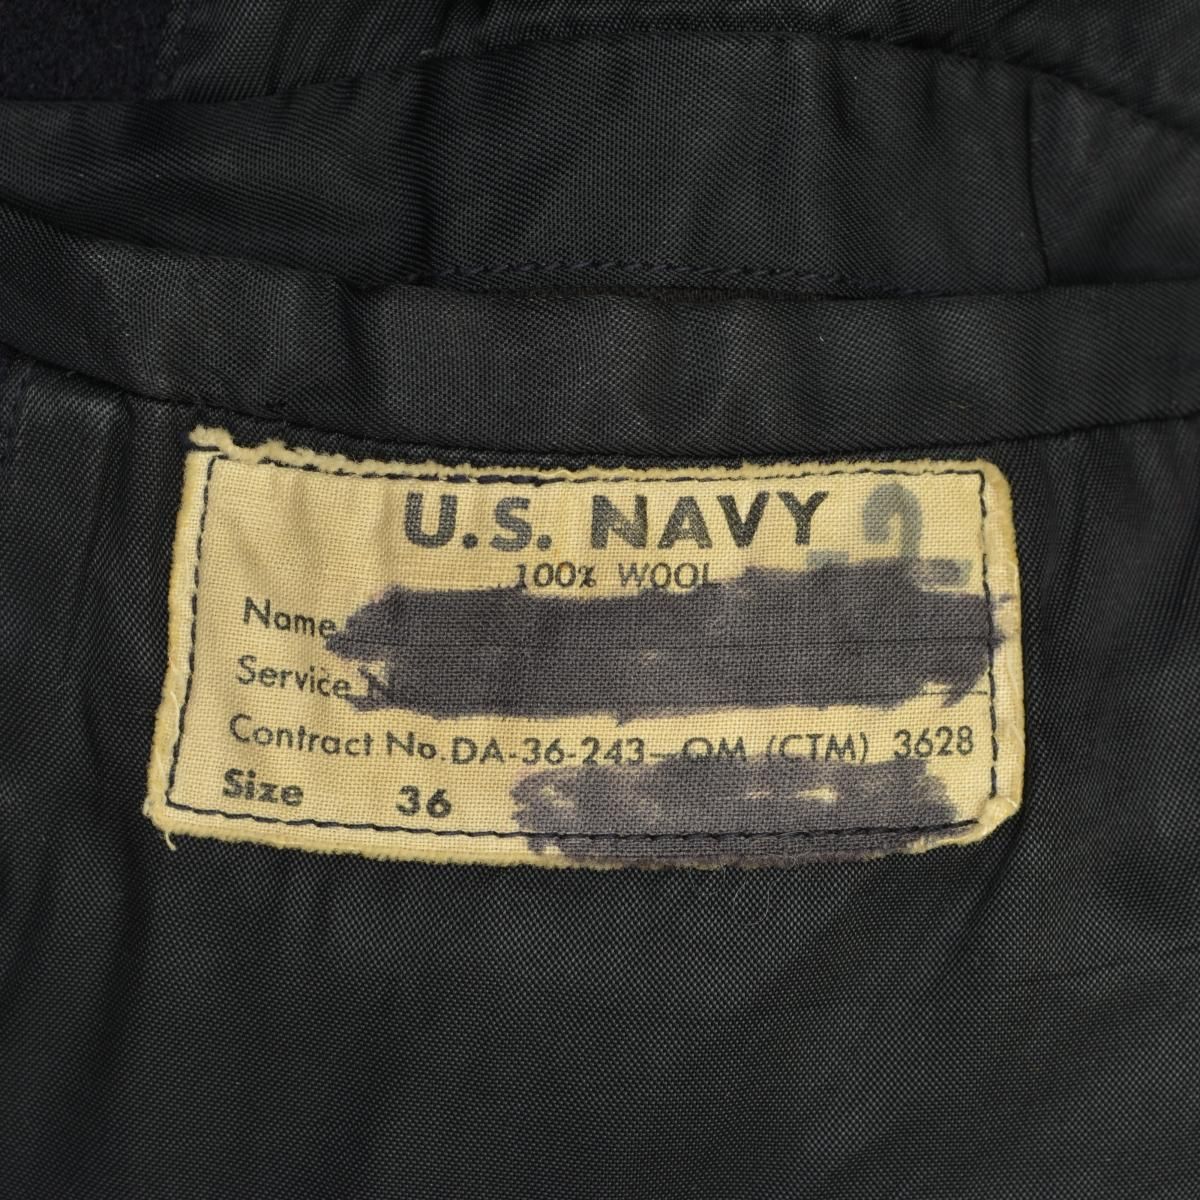 U.S. NAVY
100% WOOL
Name
Service
Contract No. DA-36-243-QM (CTM) 3628
Size 36